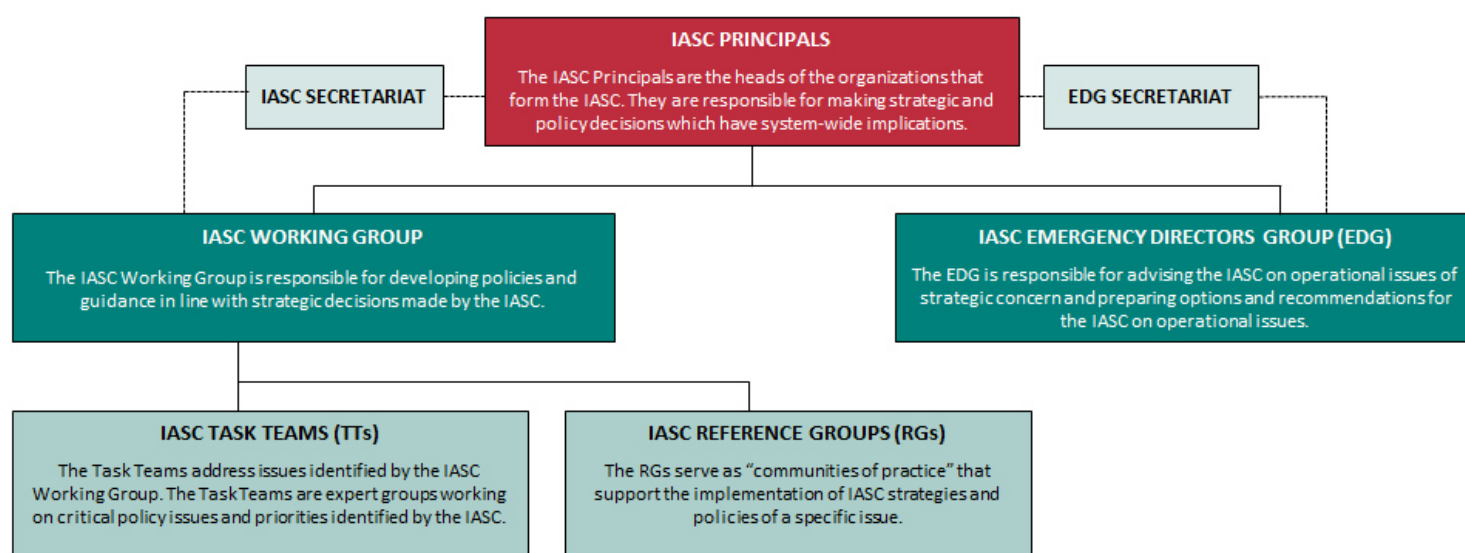 IASC PRINCIPALS
The IASC Principals are the heads of the organizations that
form the IASC. They are responsible for making strategic and
policy decisions which have system-wide implications.
IASC SECRETARIAT
EDG SECRETARIAT
IASC WORKING GROUP
The IASC Working Group is responsible for developing policies and
guidance in line with strategic decisions made by the IASC.
IASC EMERGENCY DIRECTORS GROUP (EDG)
The EDG is responsible for advising the IASC on operational issues of
strategic concern and preparing options and recommendations for
the IASC on operational issues.
IASC TASK TEAMS (TTs)
The Task Teams address issues identified by the IASC
Working Group. The Task Teams are expert groups working
on critical policy issues and priorities identified by the IASC.
IASC REFERENCE GROUPS (RGs)
The RGs serve as “communities of practice” that
support the implementation of IASC strategies and
policies of a specific issue.